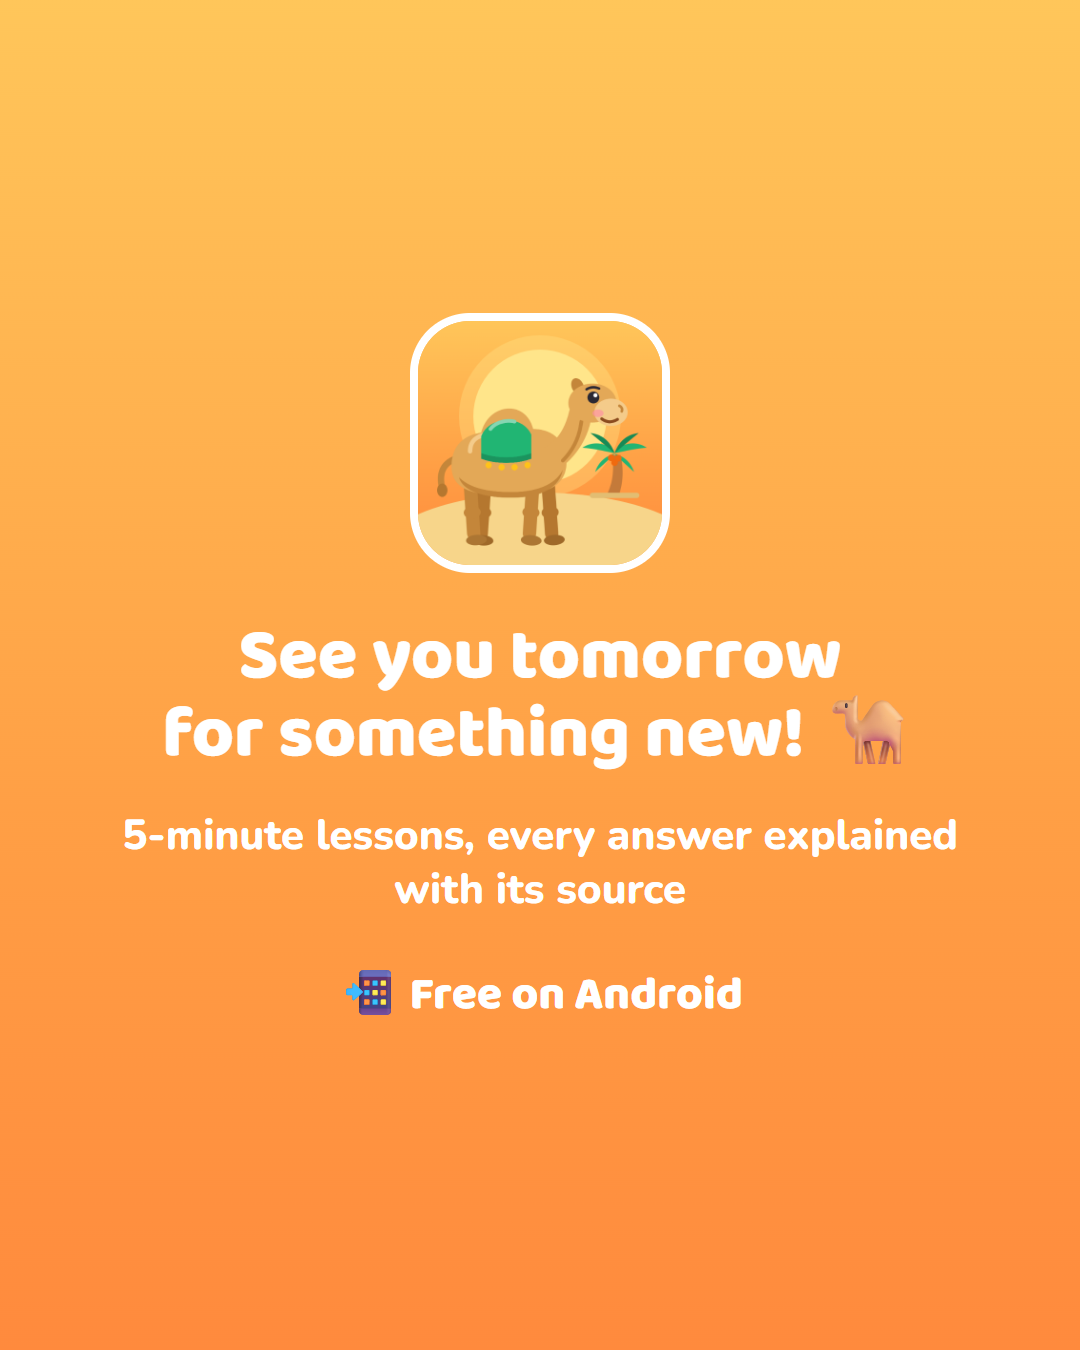 See you tomorrow
for something new! 🐪
5-minute lessons, every answer explained
with its source
📲 Free on Android